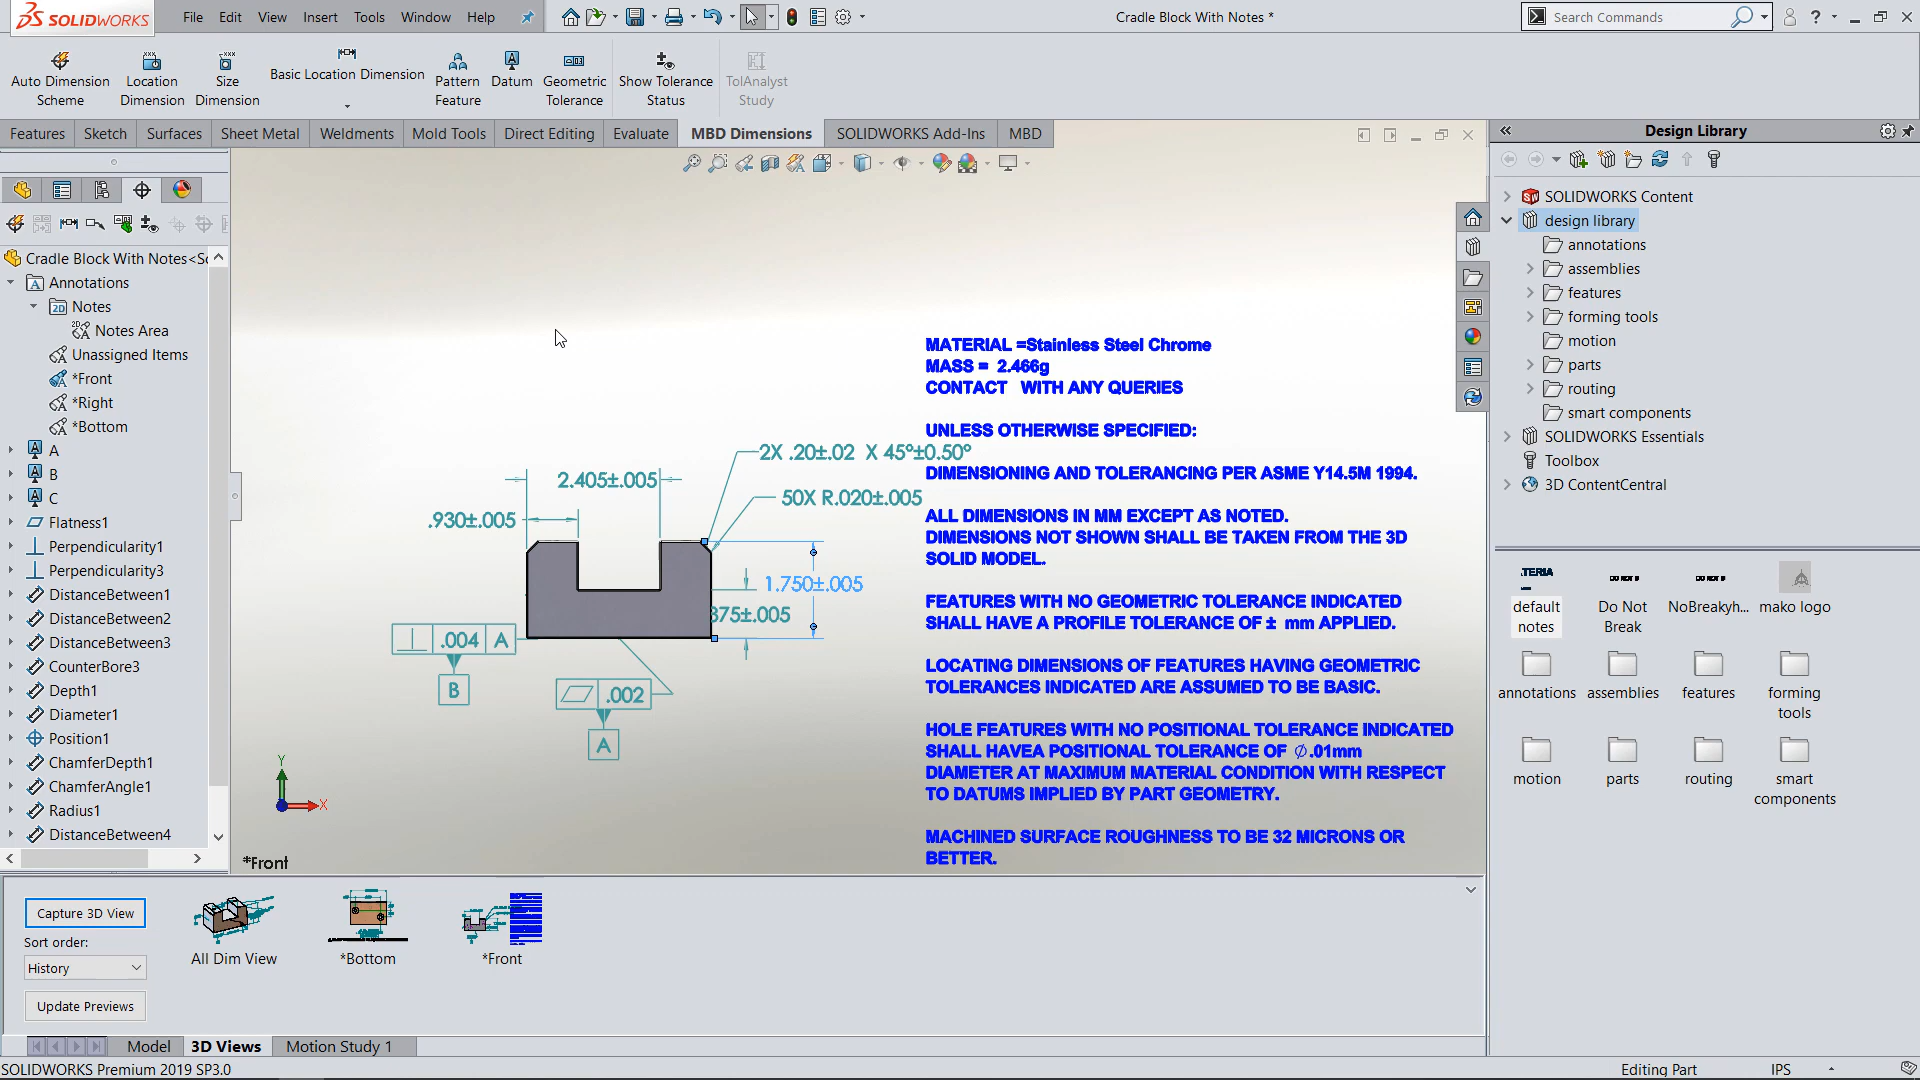 SOLIDWORKS
File Edit View Insert Tools Window Help
Cradle Block With Notes *
Search Commands
Auto Dimension Scheme
Location Dimension
Size Dimension
Basic Location Dimension
Pattern Feature
Datum
Geometric Tolerance
Show Tolerance Status
TolAnalyst Study
Features Sketch Surfaces Sheet Metal Weldments Mold Tools Direct Editing Evaluate MBD Dimensions SOLIDWORKS Add-Ins MBD
Cradle Block With Notes<Sc
Annotations
Notes
Notes Area
Unassigned Items
*Front
*Right
*Bottom
A
B
C
Flatness1
Perpendicularity1
Perpendicularity3
DistanceBetween1
DistanceBetween2
DistanceBetween3
CounterBore3
Depth1
Diameter1
Position1
ChamferDepth1
ChamferAngle1
Radius1
DistanceBetween4
2X .20±.02 X 45°±0.50°
2.405±.005
50X R.020±.005
.930±.005
1.750±.005
375±.005
.004 A
B
.002
A
Y
X
*Front
MATERIAL =Stainless Steel Chrome
MASS = 2.466g
CONTACT WITH ANY QUERIES
UNLESS OTHERWISE SPECIFIED:
DIMENSIONING AND TOLERANCING PER ASME Y14.5M 1994.
ALL DIMENSIONS IN MM EXCEPT AS NOTED.
DIMENSIONS NOT SHOWN SHALL BE TAKEN FROM THE 3D
SOLID MODEL.
FEATURES WITH NO GEOMETRIC TOLERANCE INDICATED
SHALL HAVE A PROFILE TOLERANCE OF ± mm APPLIED.
LOCATING DIMENSIONS OF FEATURES HAVING GEOMETRIC
TOLERANCES INDICATED ARE ASSUMED TO BE BASIC.
HOLE FEATURES WITH NO POSITIONAL TOLERANCE INDICATED
SHALL HAVEA POSITIONAL TOLERANCE OF ∅.01mm
DIAMETER AT MAXIMUM MATERIAL CONDITION WITH RESPECT
TO DATUMS IMPLIED BY PART GEOMETRY.
MACHINED SURFACE ROUGHNESS TO BE 32 MICRONS OR
BETTER.
Design Library
SOLIDWORKS Content
design library
annotations
assemblies
features
forming tools
motion
parts
routing
smart components
SOLIDWORKS Essentials
Toolbox
3D ContentCentral
.TERIA
DO NOT B
DO NOT B
default notes
Do Not Break
NoBreakyh...
mako logo
annotations
assemblies
features
forming tools
motion
parts
routing
smart components
Capture 3D View
Sort order:
History
Update Previews
All Dim View
*Bottom
*Front
Model 3D Views Motion Study 1
SOLIDWORKS Premium 2019 SP3.0
Editing Part
IPS